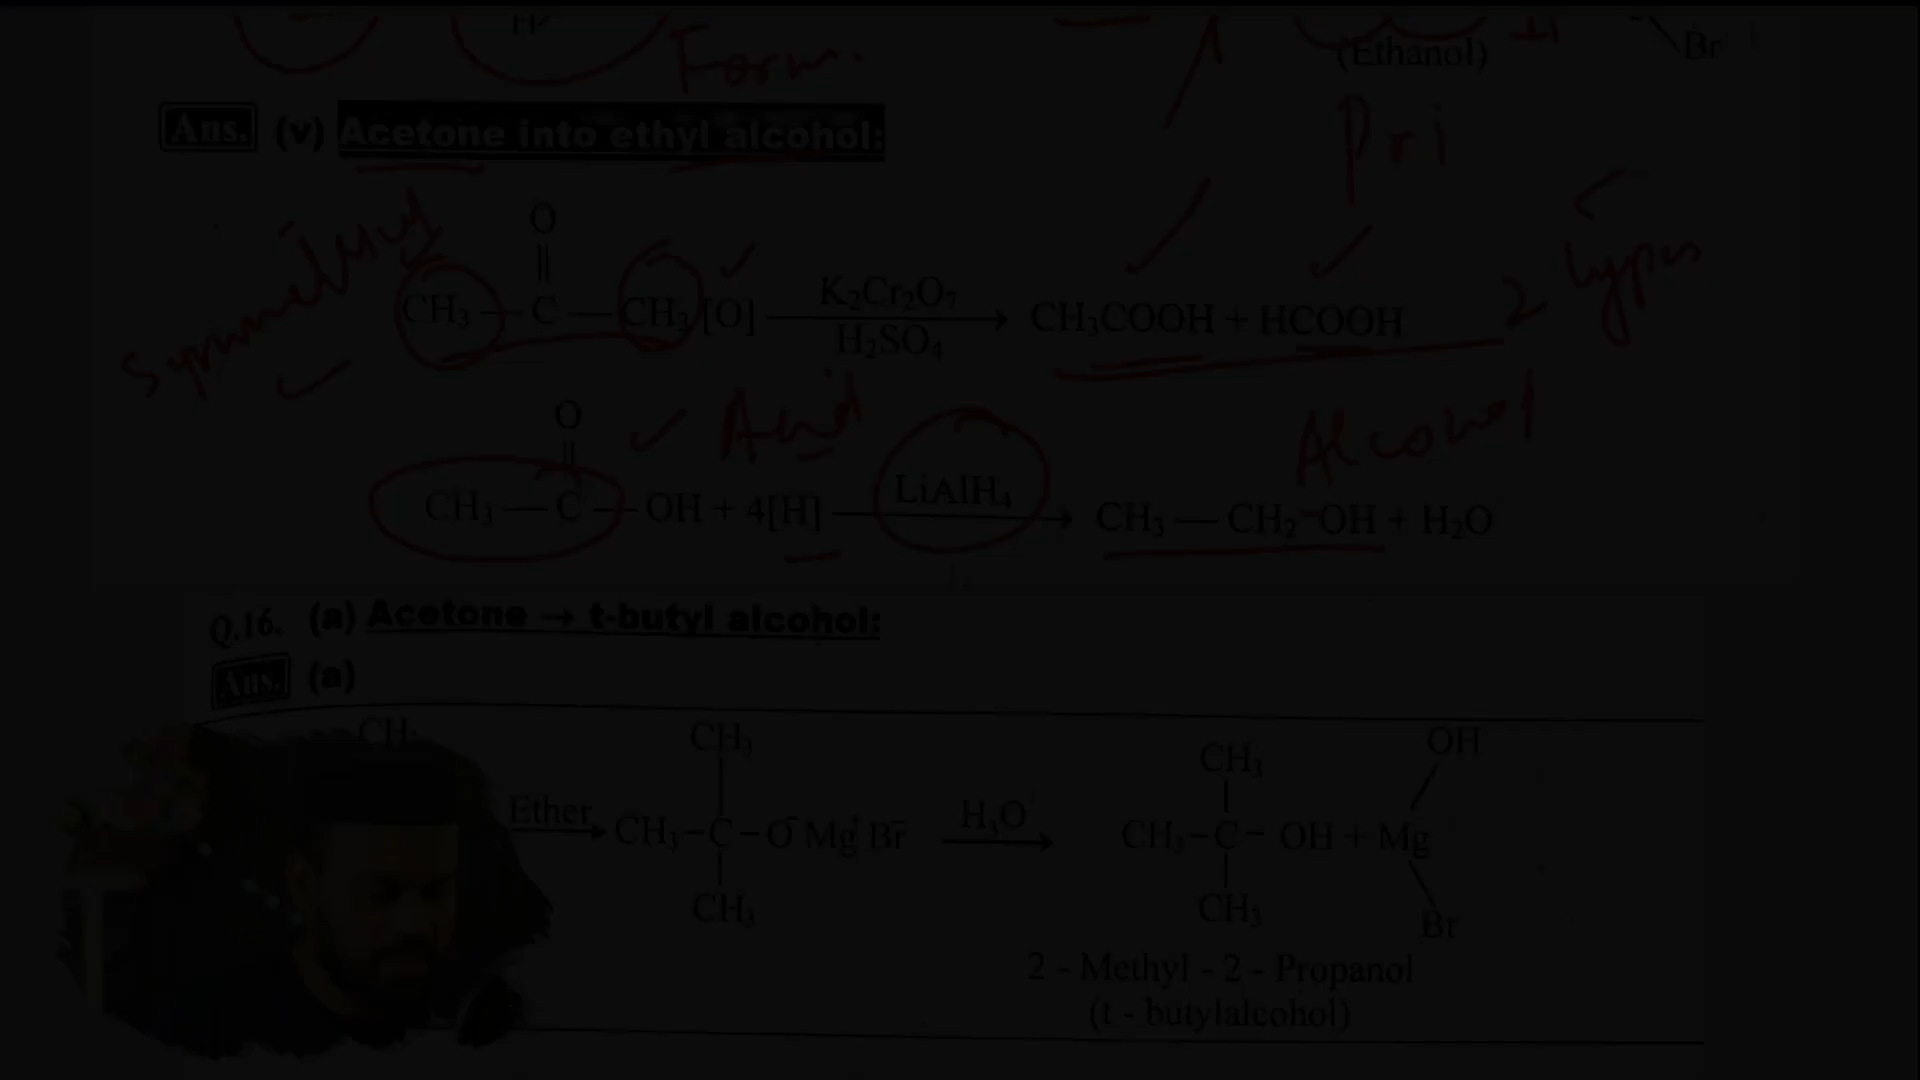 H
Form.
(Ethanol)
Br
Ans. (v) Acetone into ethyl alcohol:
Pri
O
||
CH₃ — C — CH₃ [O] K₂Cr₂O₇ / H₂SO₄ → CH₃COOH + HCOOH
2 types
Acid
Alcohol
O
||
CH₃ — C — OH + 4[H] LiAlH₄ → CH₃ — CH₂ - OH + H₂O
Q.16. (a) Acetone → t-butyl alcohol:
Ans. (a)
CH₃ CH₃ CH₃ OH
Ether → CH₃ – C – O⁻ Mg⁺ Br⁻ H₃O → CH₃ – C – OH + Mg
CH₃ CH₃ Br
2 - Methyl - 2 - Propanol
(t - butylalcohol)